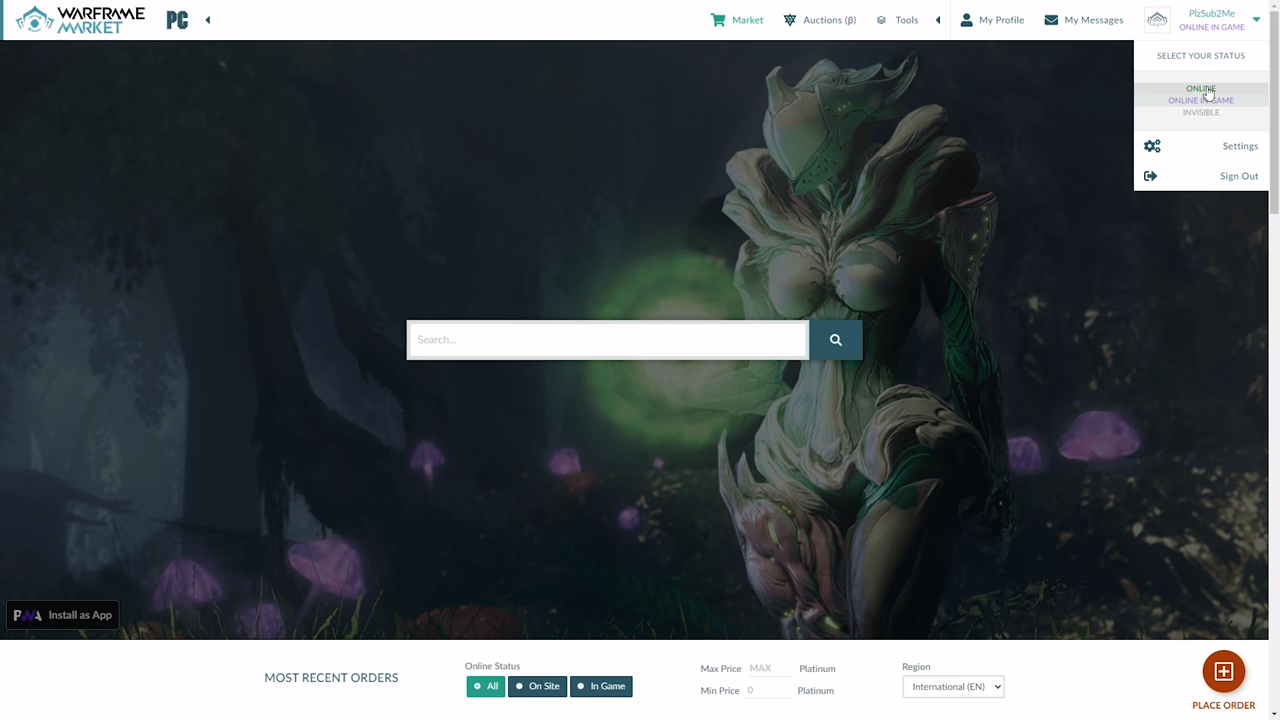 WARFRAME
MARKET
PC
Market
Auctions (β)
Tools
My Profile
My Messages
PlzSub2Me
ONLINE IN GAME
SELECT YOUR STATUS
ONLINE
ONLINE IN GAME
INVISIBLE
Settings
Sign Out
Search...
PWA Install as App
MOST RECENT ORDERS
Online Status
All
On Site
In Game
Max Price MAX Platinum
Min Price 0 Platinum
Region
International (EN)
PLACE ORDER